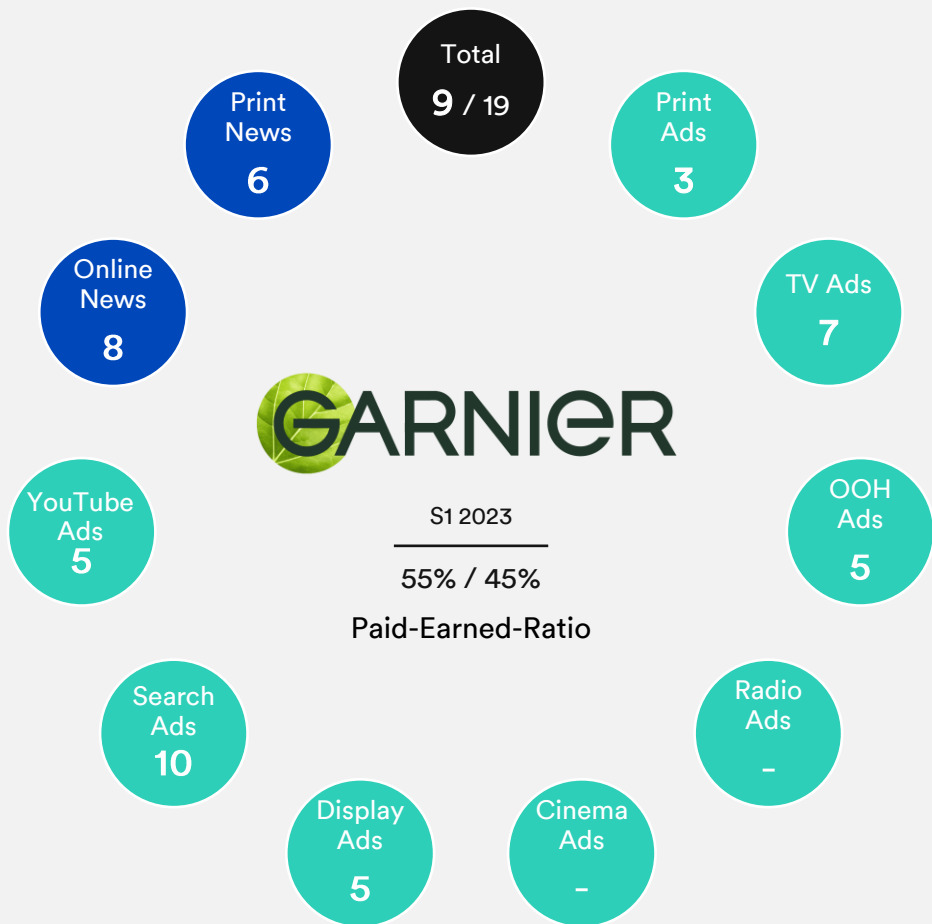 Total
9 / 19
Print
News
6
Print
Ads
3
Online
News
8
TV Ads
7
GARNIER
YouTube
Ads
5
S1 2023
55% / 45%
Paid-Earned-Ratio
OOH
Ads
5
Search
Ads
10
Radio
Ads
-
Display
Ads
5
Cinema
Ads
-